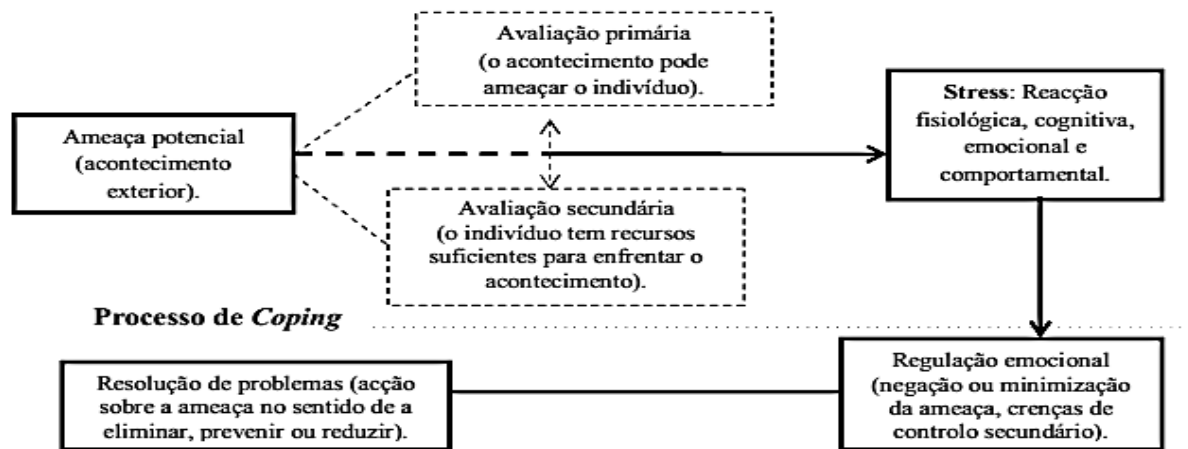 Avaliação primária
(o acontecimento pode
ameaçar o indivíduo).
Ameaça potencial
(acontecimento
exterior).
Stress: Reacção
fisiológica, cognitiva,
emocional e
comportamental.
Avaliação secundária
(o indivíduo tem recursos
suficientes para enfrentar o
acontecimento).
Processo de Coping
Resolução de problemas (acção
sobre a ameaça no sentido de a
eliminar, prevenir ou reduzir).
Regulação emocional
(negação ou minimização
da ameaça, crenças de
controlo secundário).